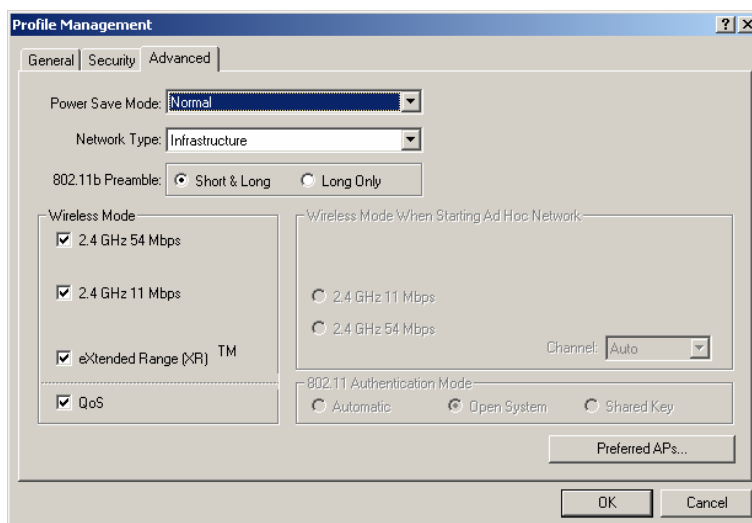 Profile Management
General Security Advanced
Power Save Mode: Normal
Network Type: Infrastructure
802.11b Preamble: Short & Long Long Only
Wireless Mode
2.4 GHz 54 Mbps
2.4 GHz 11 Mbps
eXtended Range (XR) TM
QoS
Wireless Mode When Starting Ad Hoc Network
2.4 GHz 11 Mbps
2.4 GHz 54 Mbps
Channel: Auto
802.11 Authentication Mode
Automatic Open System Shared Key
Preferred APs...
OK Cancel